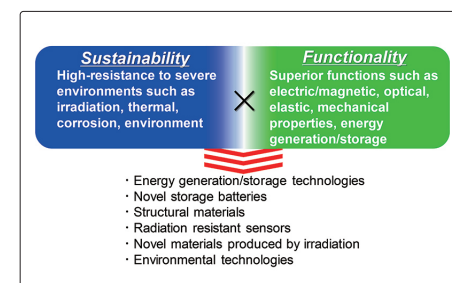 Sustainability
High-resistance to severe
environments such as
irradiation, thermal,
corrosion, environment
×
Functionality
Superior functions such as
electric/magnetic, optical,
elastic, mechanical
properties, energy
generation/storage
・Energy generation/storage technologies
・Novel storage batteries
・Structural materials
・Radiation resistant sensors
・Novel materials produced by irradiation
・Environmental technologies